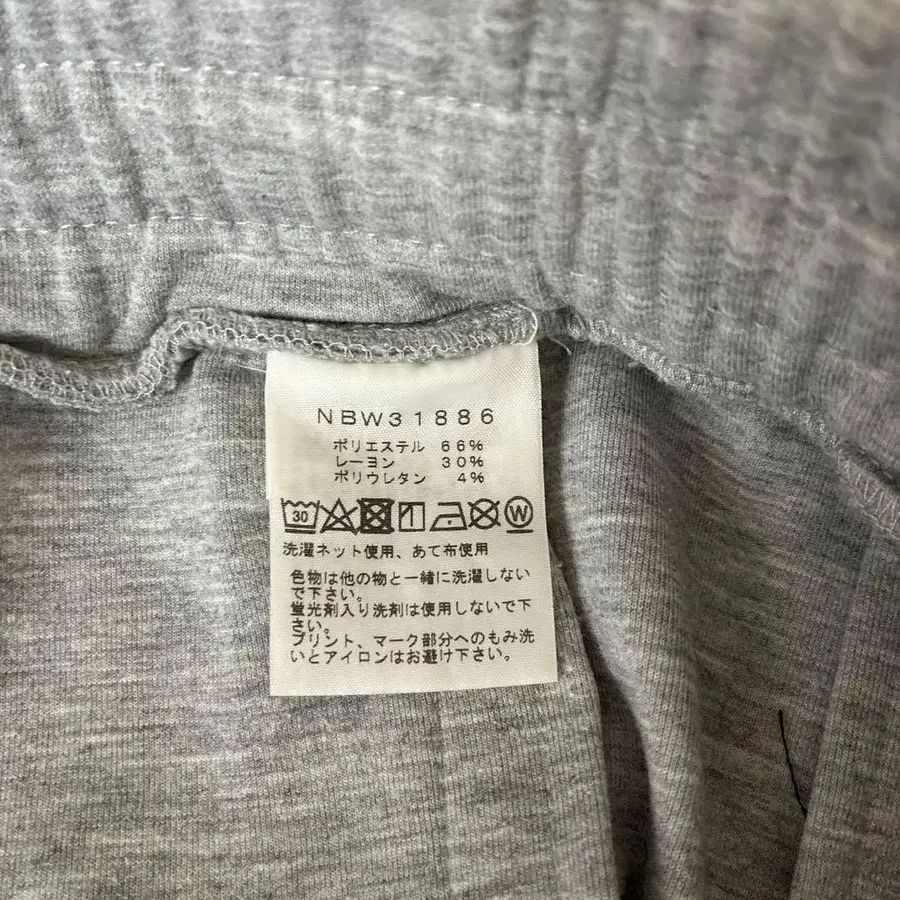 NBW31886
ポリエステル 66%
レーヨン 30%
ポリウレタン 4%
30 W
洗濯ネット使用、あて布使用
色物は他の物と一緒に洗濯しない
で下さい。
蛍光剤入り洗剤は使用しないで下
さい。
プリント、マーク部分へのもみ洗
いとアイロンはお避け下さい。